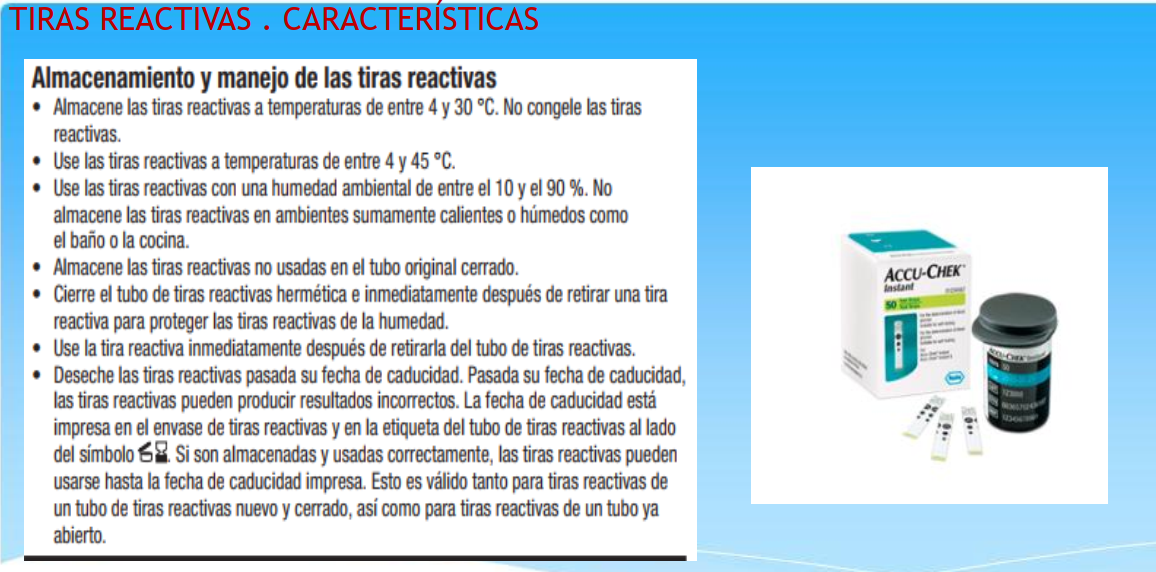 TIRAS REACTIVAS . CARACTERÍSTICAS
Almacenamiento y manejo de las tiras reactivas
• Almacene las tiras reactivas a temperaturas de entre 4 y 30 °C. No congele las tiras
reactivas.
• Use las tiras reactivas a temperaturas de entre 4 y 45 °C.
• Use las tiras reactivas con una humedad ambiental de entre el 10 y el 90 %. No
almacene las tiras reactivas en ambientes sumamente calientes o húmedos como
el baño o la cocina.
• Almacene las tiras reactivas no usadas en el tubo original cerrado.
• Cierre el tubo de tiras reactivas hermética e inmediatamente después de retirar una tira
reactiva para proteger las tiras reactivas de la humedad.
• Use la tira reactiva inmediatamente después de retirarla del tubo de tiras reactivas.
• Deseche las tiras reactivas pasada su fecha de caducidad. Pasada su fecha de caducidad,
las tiras reactivas pueden producir resultados incorrectos. La fecha de caducidad está
impresa en el envase de tiras reactivas y en la etiqueta del tubo de tiras reactivas al lado
del símbolo . Si son almacenadas y usadas correctamente, las tiras reactivas pueden
usarse hasta la fecha de caducidad impresa. Esto es válido tanto para tiras reactivas de
un tubo de tiras reactivas nuevo y cerrado, así como para tiras reactivas de un tubo ya
abierto.
ACCU-CHEK
Instant
50
Roche
ACCU-CHEK Instant
50